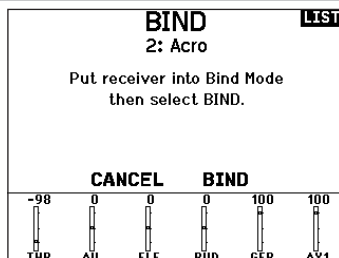 BIND
LIST
2: Acro
Put receiver into Bind Mode
then select BIND.
CANCEL BIND
-98 0 0 0 100 100
THR AIL ELE RUD GER AX1